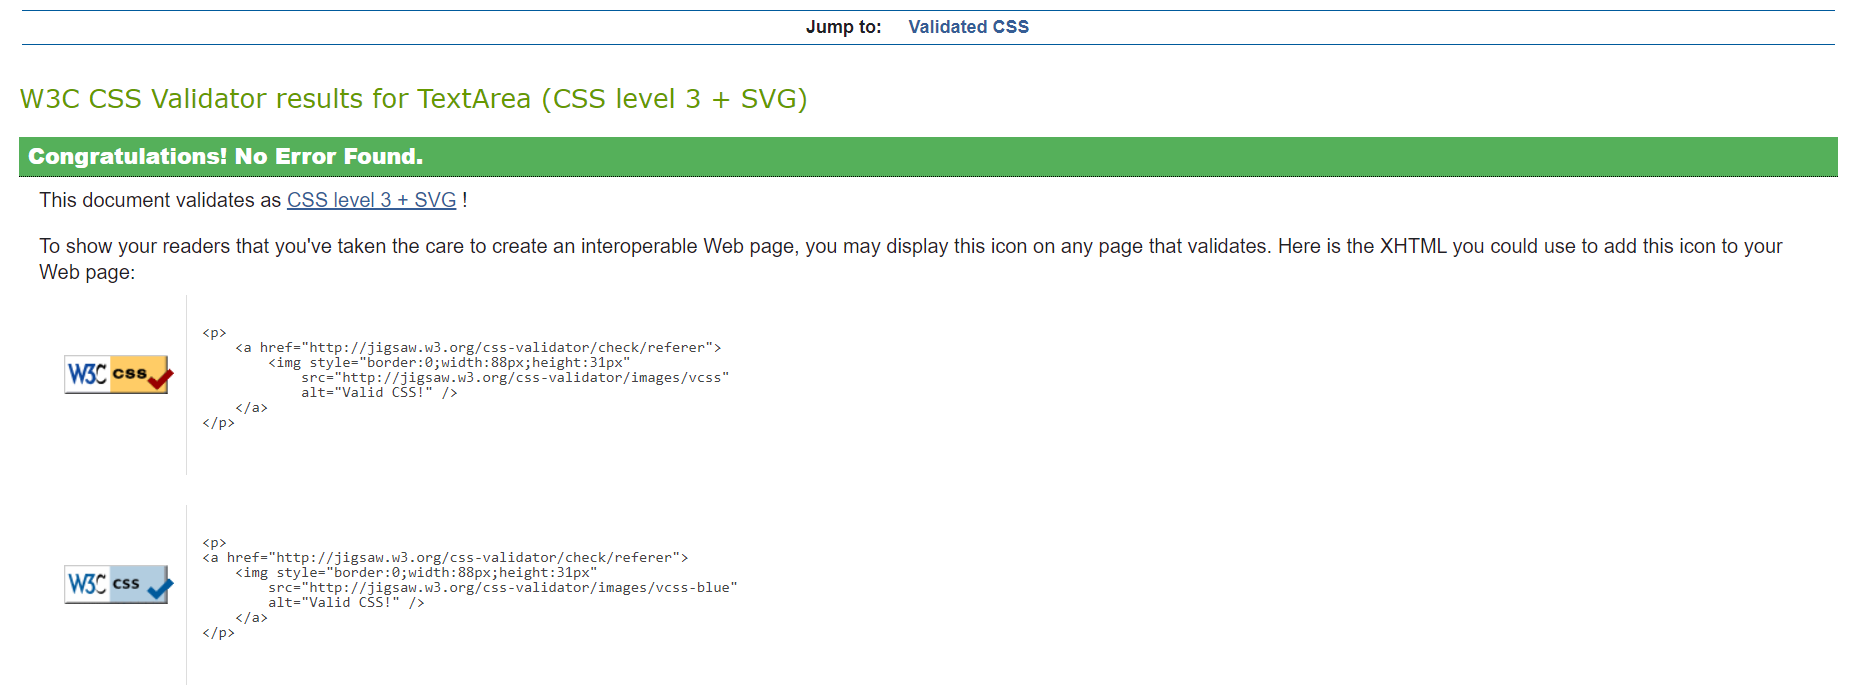 Jump to: Validated CSS
W3C CSS Validator results for TextArea (CSS level 3 + SVG)
Congratulations! No Error Found.
This document validates as CSS level 3 + SVG !
To show your readers that you've taken the care to create an interoperable Web page, you may display this icon on any page that validates. Here is the XHTML you could use to add this icon to your
Web page:
W3C css
<p>
<a href="http://jigsaw.w3.org/css-validator/check/referer">
<img style="border:0;width:88px;height:31px"
src="http://jigsaw.w3.org/css-validator/images/vcss"
alt="Valid CSS!" />
</a>
</p>
W3C css
<p>
<a href="http://jigsaw.w3.org/css-validator/check/referer">
<img style="border:0;width:88px;height:31px"
src="http://jigsaw.w3.org/css-validator/images/vcss-blue"
alt="Valid CSS!" />
</a>
</p>